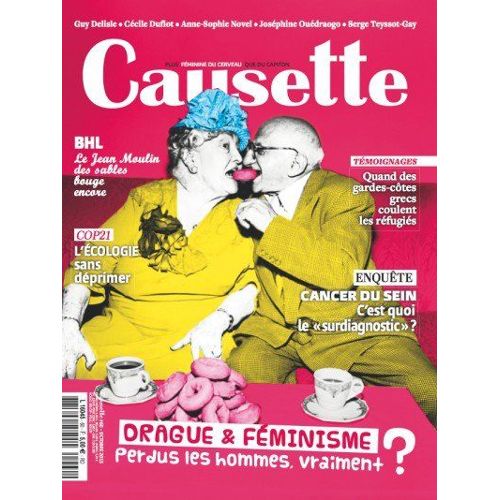 Guy Delisle • Cécile Duflot • Anne-Sophie Novel • Joséphine Ouédraogo • Serge Teyssot-Gay
PLUS FÉMININE DU CERVEAU QUE DU CAPITON
Causette
BHL
Le Jean Moulin
des sables
bouge
encore
TÉMOIGNAGES
Quand des
gardes-côtes
grecs
coulent
les réfugiés
COP21
L'ÉCOLOGIE
sans
déprimer
ENQUÊTE
CANCER DU SEIN
C'est quoi
le «surdiagnostic» ?
DRAGUE & FÉMINISME
Perdus les hommes, vraiment ?